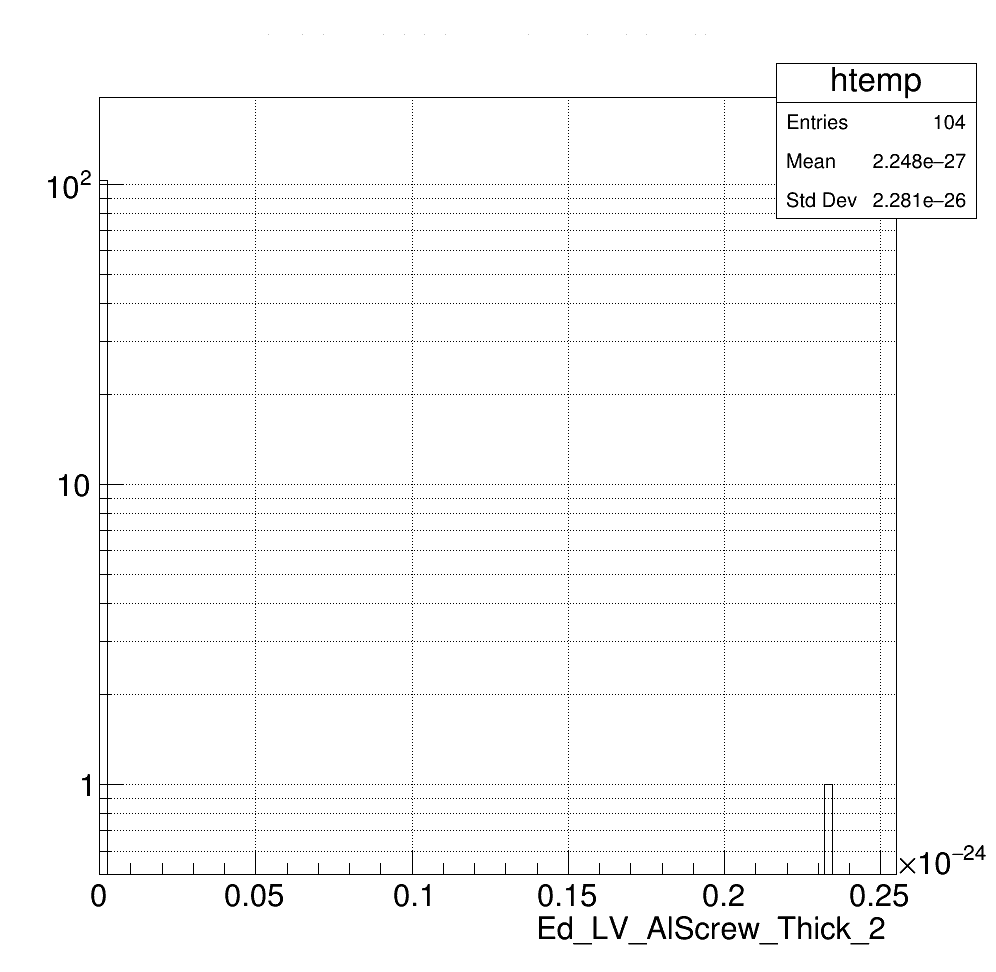 htemp
Entries 104
Mean 2.248e−27
Std Dev 2.281e−26
10²
10
1
×10⁻²⁴
0 0.05 0.1 0.15 0.2 0.25
Ed_LV_AlScrew_Thick_2